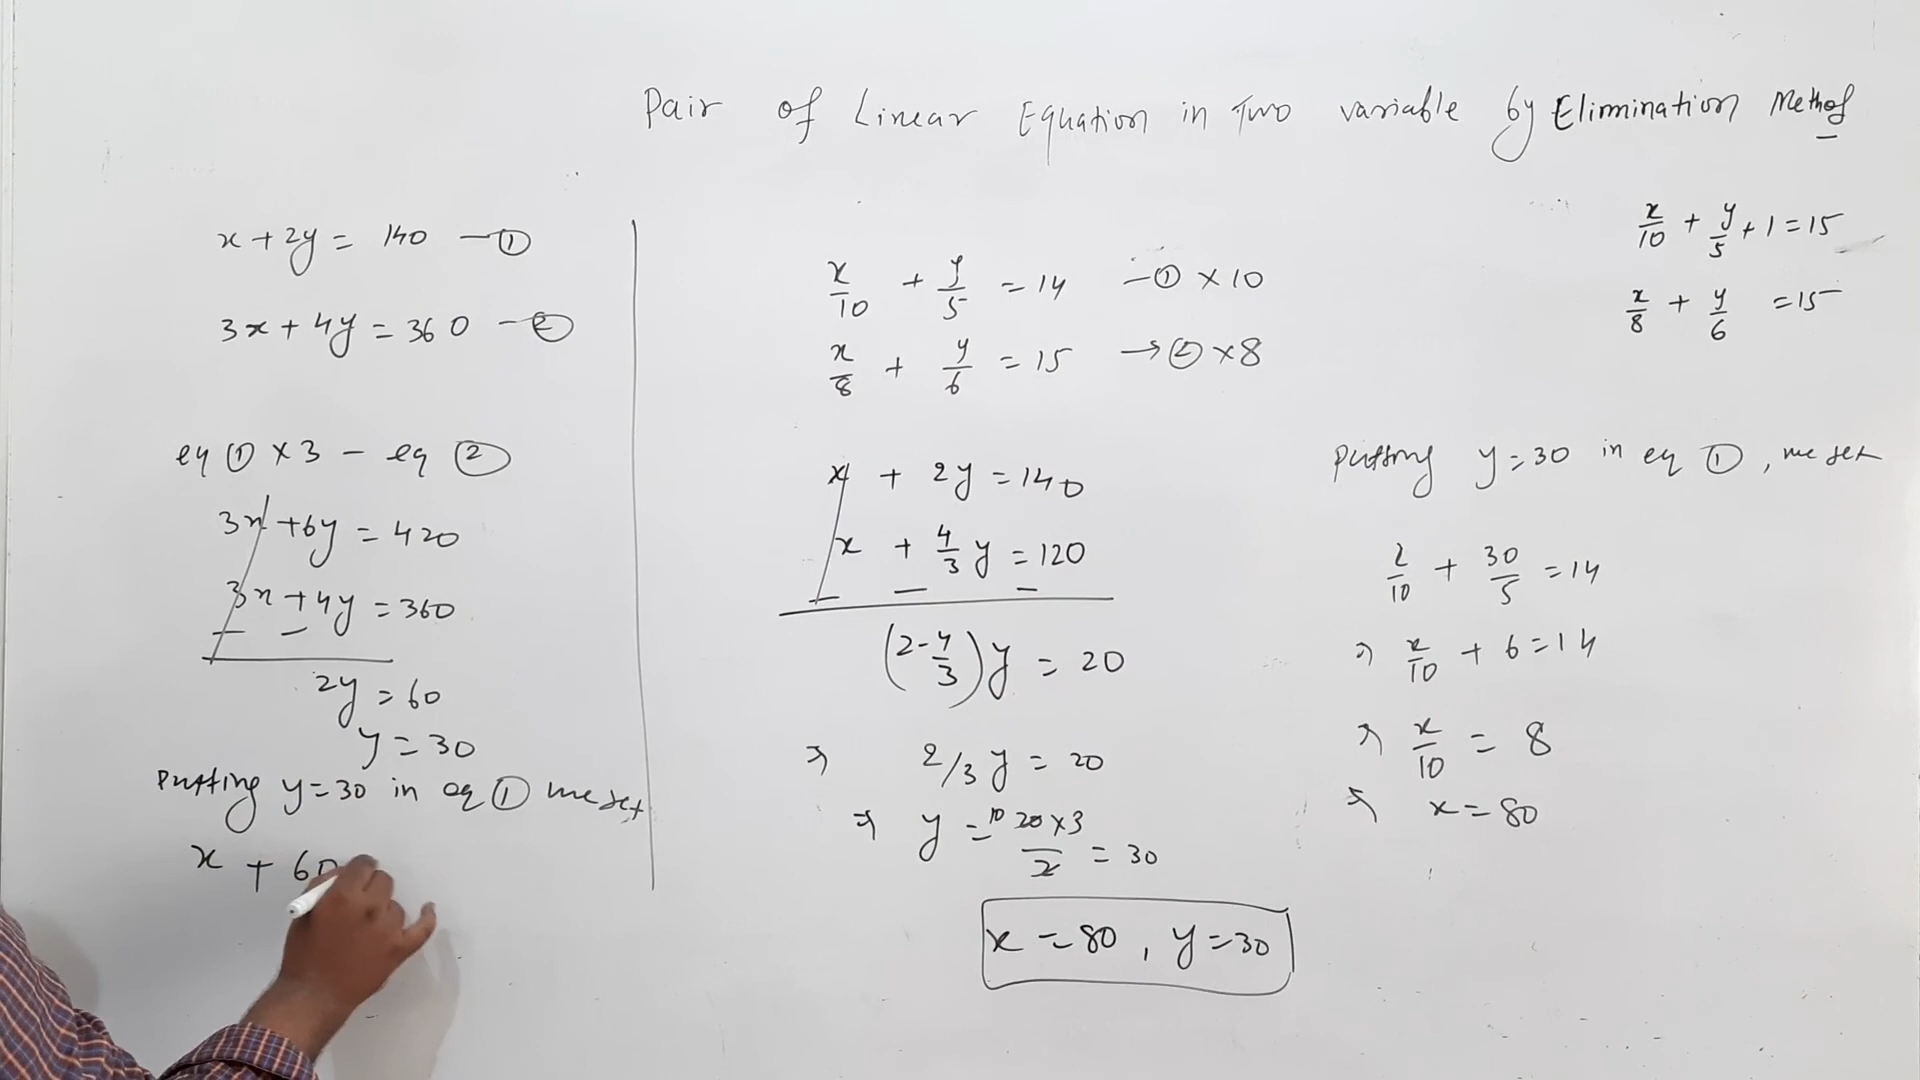 Pair of Linear Equation in Two variable by Elimination Method
x + 2y = 140 — ①
3x + 4y = 360 — ②
eq ① × 3 − eq ②
3x + 6y = 420
3x + 4y = 360
− − 
2y = 60
y = 30
Putting y = 30 in eq ① we get
x + 60
x/10 + y/5 = 14 — ① × 10
x/8 + y/6 = 15 → ② × 8
x + 2y = 140
x + 4/3 y = 120
− − −
(2 - 4/3) y = 20
⇒ 2/3 y = 20
⇒ y = 10 20 × 3 / 2 = 30
x = 80 , y = 30
x/10 + y/5 + 1 = 15
x/8 + y/6 = 15
Putting y = 30 in eq ① , we get
x/10 + 30/5 = 14
⇒ x/10 + 6 = 14
⇒ x/10 = 8
⇒ x = 80